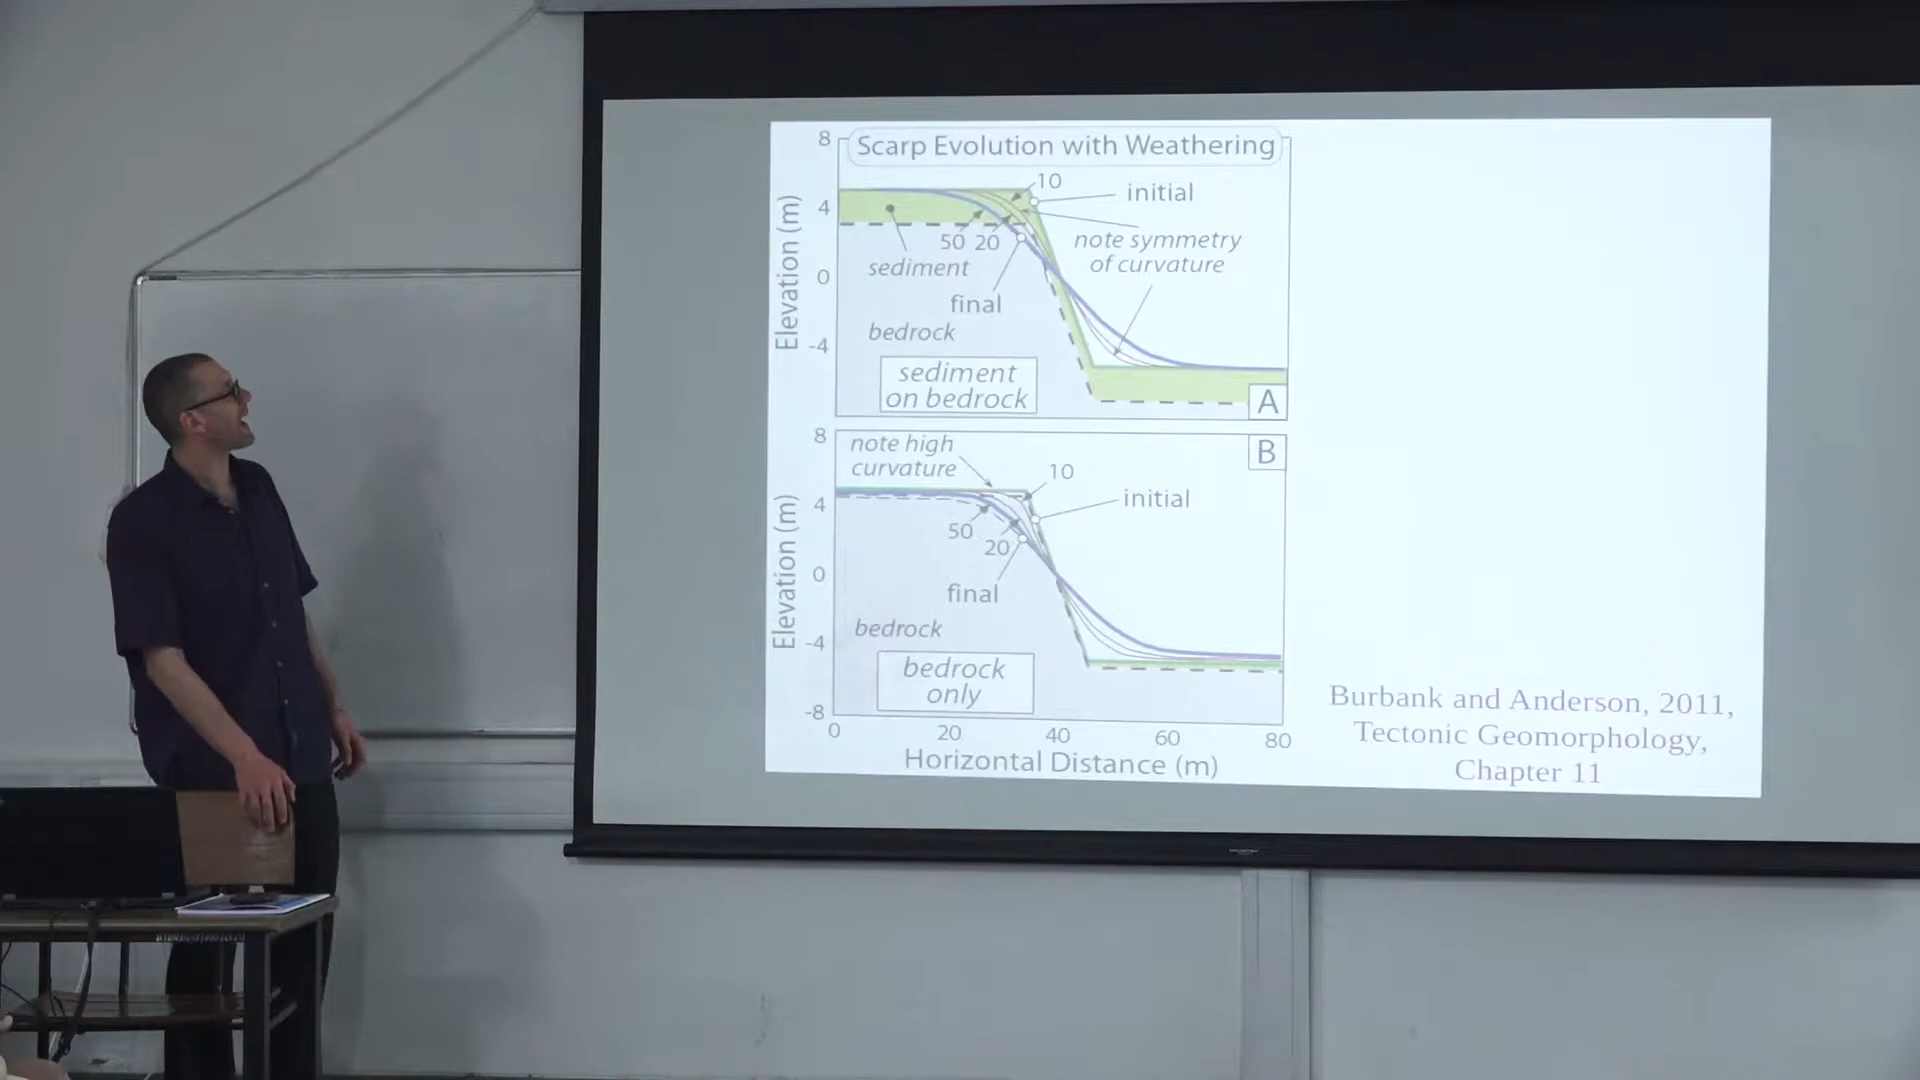 Scarp Evolution with Weathering
8
4
0
-4
Elevation (m)
10
initial
50 20
note symmetry
of curvature
sediment
final
bedrock
sediment
on bedrock
A
8
4
0
-4
-8
Elevation (m)
note high
curvature
10
B
initial
50
20
final
bedrock
bedrock
only
0 20 40 60 80
Horizontal Distance (m)
Burbank and Anderson, 2011,
Tectonic Geomorphology,
Chapter 11